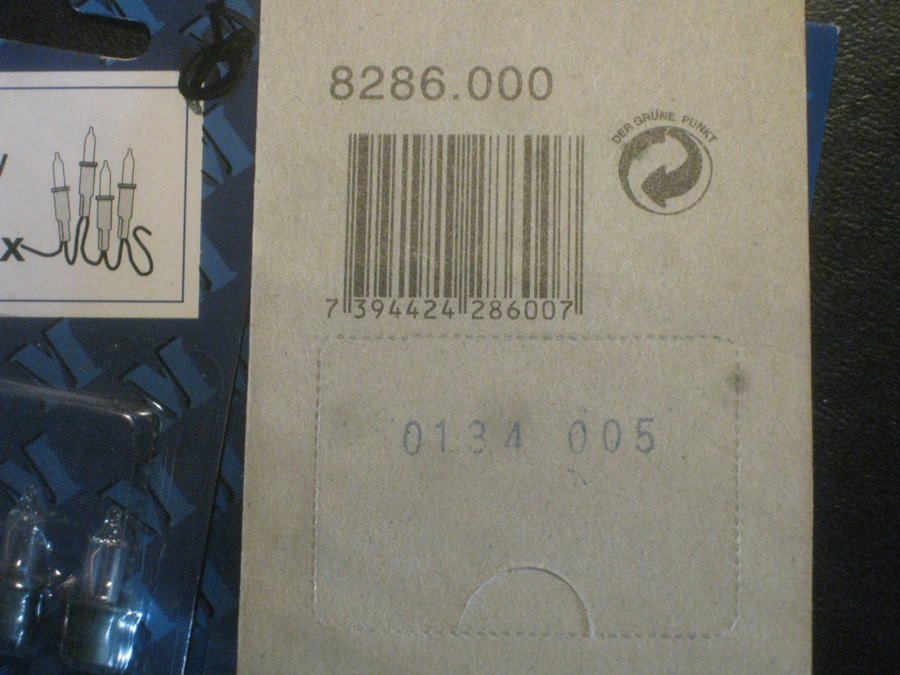 8286.000
DER GRÜNE PUNKT
7 394424 286007
x
0134 005